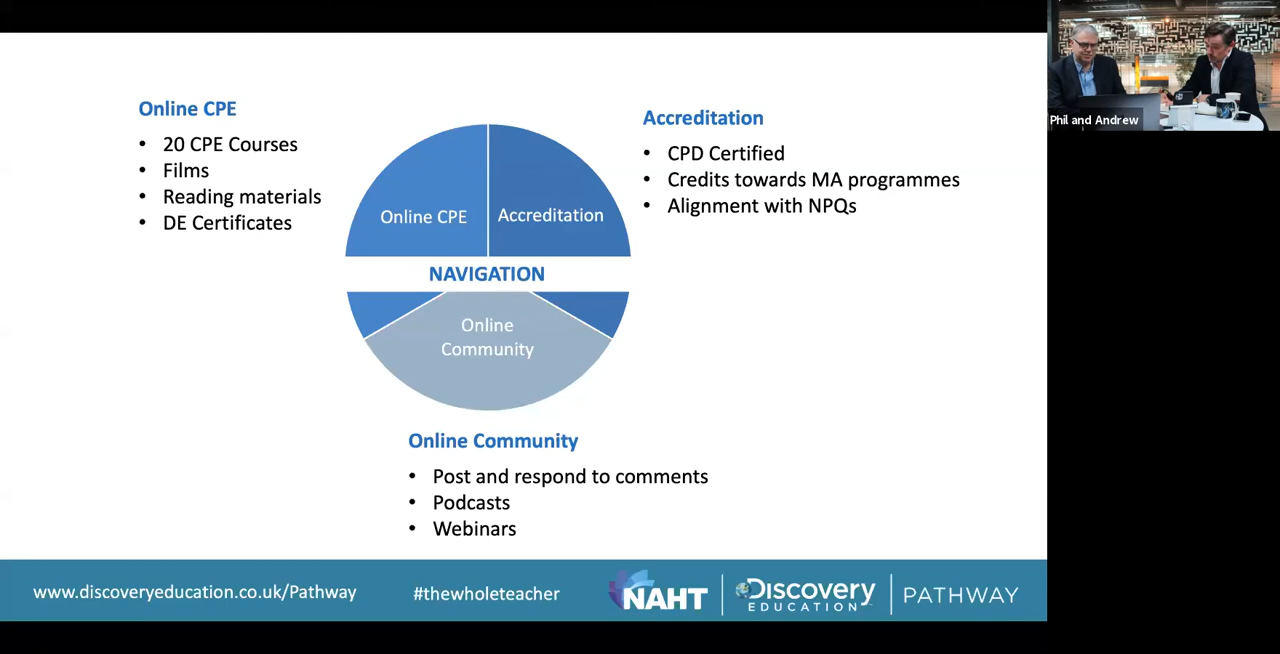 Online CPE
• 20 CPE Courses
• Films
• Reading materials
• DE Certificates
Online CPE
Accreditation
NAVIGATION
Online
Community
Accreditation
• CPD Certified
• Credits towards MA programmes
• Alignment with NPQs
Online Community
• Post and respond to comments
• Podcasts
• Webinars
www.discoveryeducation.co.uk/Pathway
#thewholeteacher
NAHT
Discovery
EDUCATION
PATHWAY
Phil and Andrew